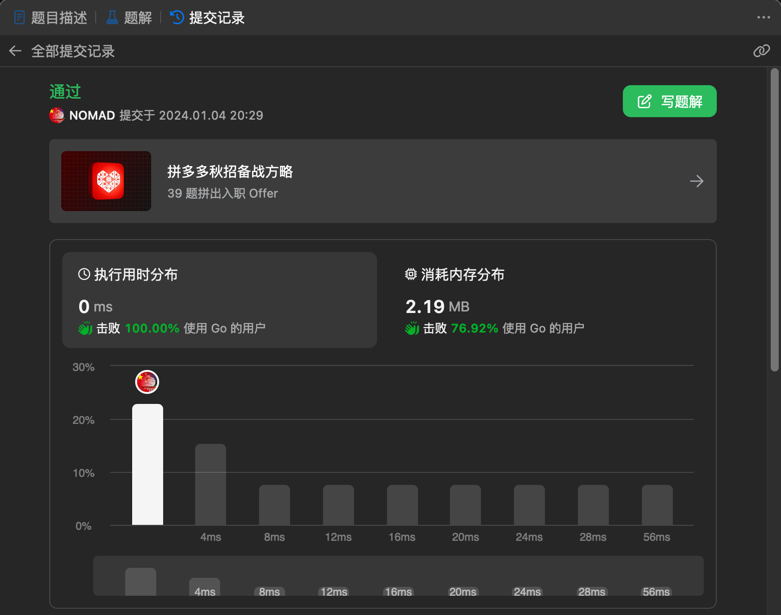 题目描述 题解 提交记录
全部提交记录
通过
NOMAD 提交于 2024.01.04 20:29
写题解
拼多多秋招备战方略
39 题拼出入职 Offer
执行用时分布
0 ms
击败 100.00% 使用 Go 的用户
消耗内存分布
2.19 MB
击败 76.92% 使用 Go 的用户
30%
20%
10%
0%
4ms 8ms 12ms 16ms 20ms 24ms 28ms 56ms
4ms 8ms 12ms 16ms 20ms 24ms 28ms 56ms